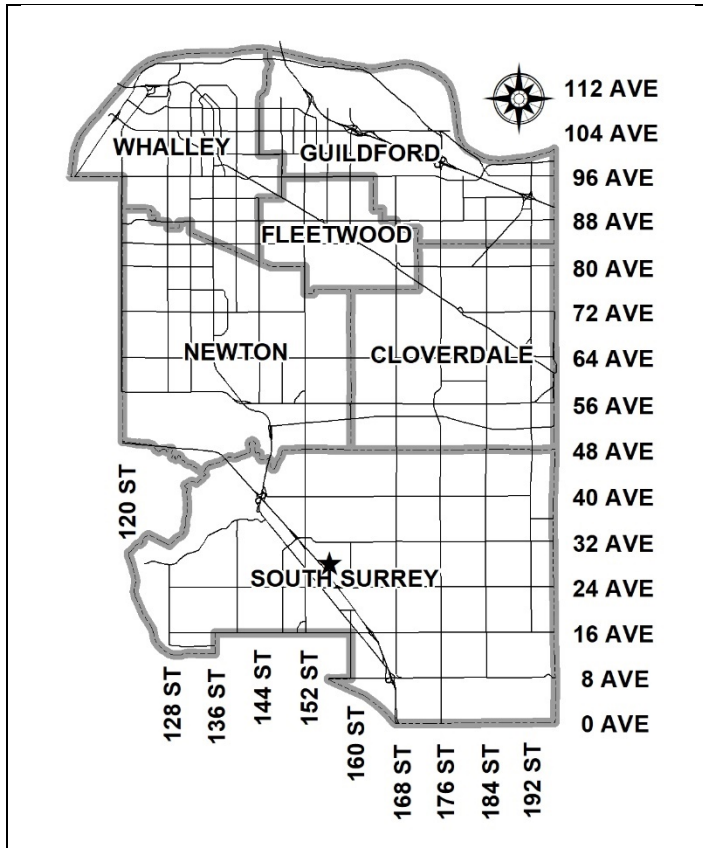 112 AVE
104 AVE
WHALLEY
GUILDFORD
96 AVE
88 AVE
FLEETWOOD
80 AVE
72 AVE
NEWTON
CLOVERDALE
64 AVE
56 AVE
48 AVE
120 ST
40 AVE
32 AVE
SOUTH SURREY
24 AVE
16 AVE
128 ST
136 ST
144 ST
152 ST
8 AVE
160 ST
0 AVE
168 ST
176 ST
184 ST
192 ST